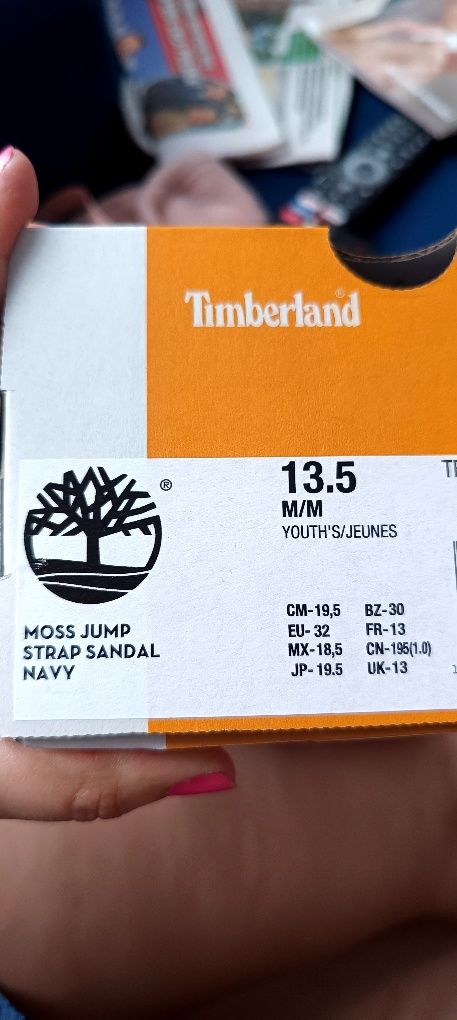 Timberland®
13.5
M/M
YOUTH'S/JEUNES
®
MOSS JUMP
STRAP SANDAL
NAVY
CM-19,5 BZ-30
EU- 32 FR-13
MX-18,5 CN-195(1.0)
JP- 19.5 UK-13